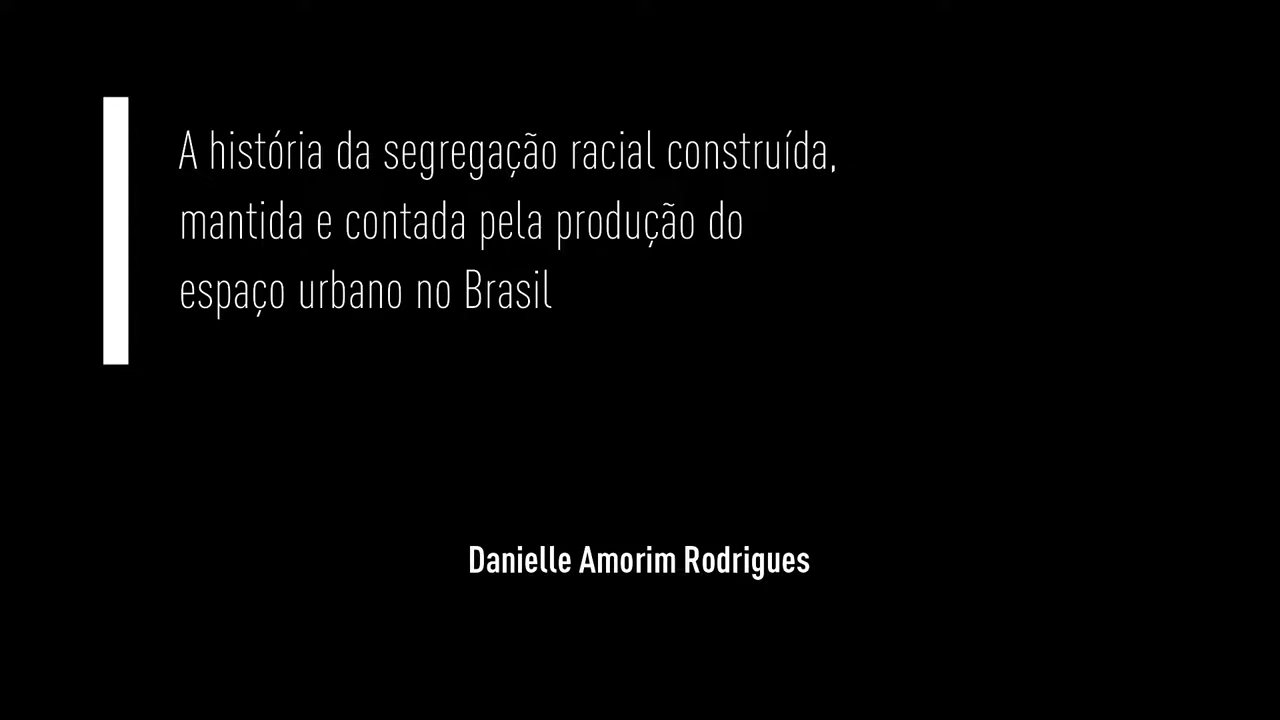 A história da segregação racial construída,
mantida e contada pela produção do
espaço urbano no Brasil
Danielle Amorim Rodrigues